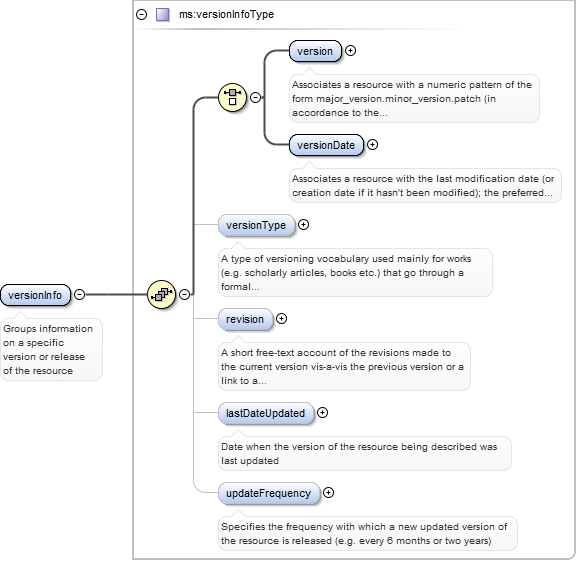 ms:versionInfoType
version
Associates a resource with a numeric pattern of the
form major_version.minor_version.patch (in
accordance to the...
versionDate
Associates a resource with the last modification date (or
creation date if it hasn't been modified); the preferred...
versionType
A type of versioning vocabulary used mainly for works
(e.g. scholarly articles, books etc.) that go through a
formal...
versionInfo
Groups information
on a specific
version or release
of the resource
revision
A short free-text account of the revisions made to
the current version vis-a-vis the previous version or a
link to a...
lastDateUpdated
Date when the version of the resource being described was
last updated
updateFrequency
Specifies the frequency with which a new updated version of
the resource is released (e.g. every 6 months or two years)